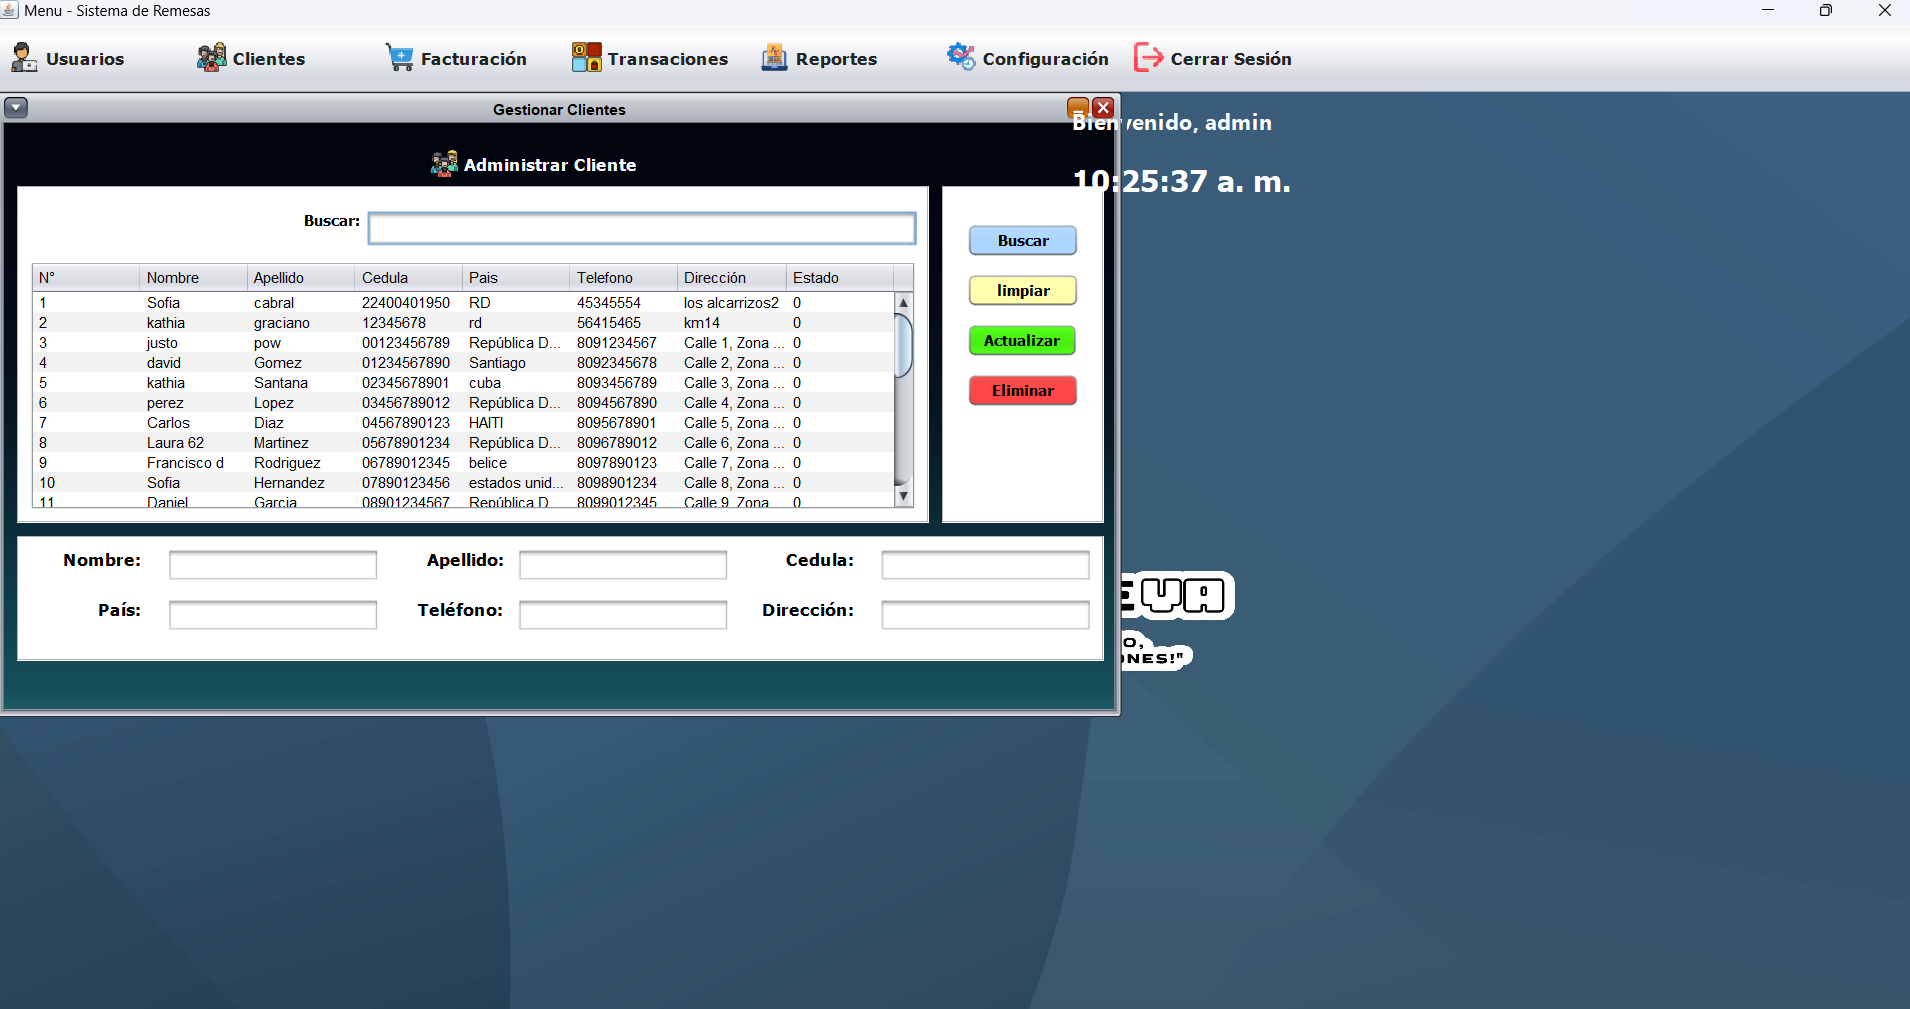 Menu - Sistema de Remesas
Usuarios Clientes Facturación Transaciones Reportes Configuración Cerrar Sesión
Gestionar Clientes
Bienvenido, admin
Administrar Cliente
10:25:37 a. m.
Buscar:
Buscar
limpiar
Actualizar
Eliminar
N° Nombre Apellido Cedula Pais Telefono Dirección Estado
1 Sofia cabral 22400401950 RD 45345554 los alcarrizos2 0
2 kathia graciano 12345678 rd 56415465 km14 0
3 justo pow 00123456789 República D... 8091234567 Calle 1, Zona ... 0
4 david Gomez 01234567890 Santiago 8092345678 Calle 2, Zona ... 0
5 kathia Santana 02345678901 cuba 8093456789 Calle 3, Zona ... 0
6 perez Lopez 03456789012 República D... 8094567890 Calle 4, Zona ... 0
7 Carlos Diaz 04567890123 HAITI 8095678901 Calle 5, Zona ... 0
8 Laura 62 Martinez 05678901234 República D... 8096789012 Calle 6, Zona ... 0
9 Francisco d Rodriguez 06789012345 belice 8097890123 Calle 7, Zona ... 0
10 Sofia Hernandez 07890123456 estados unid... 8098901234 Calle 8, Zona ... 0
11 Daniel Garcia 08901234567 República D... 8099012345 Calle 9, Zona ... 0
Nombre: Apellido: Cedula:
País: Teléfono: Dirección: